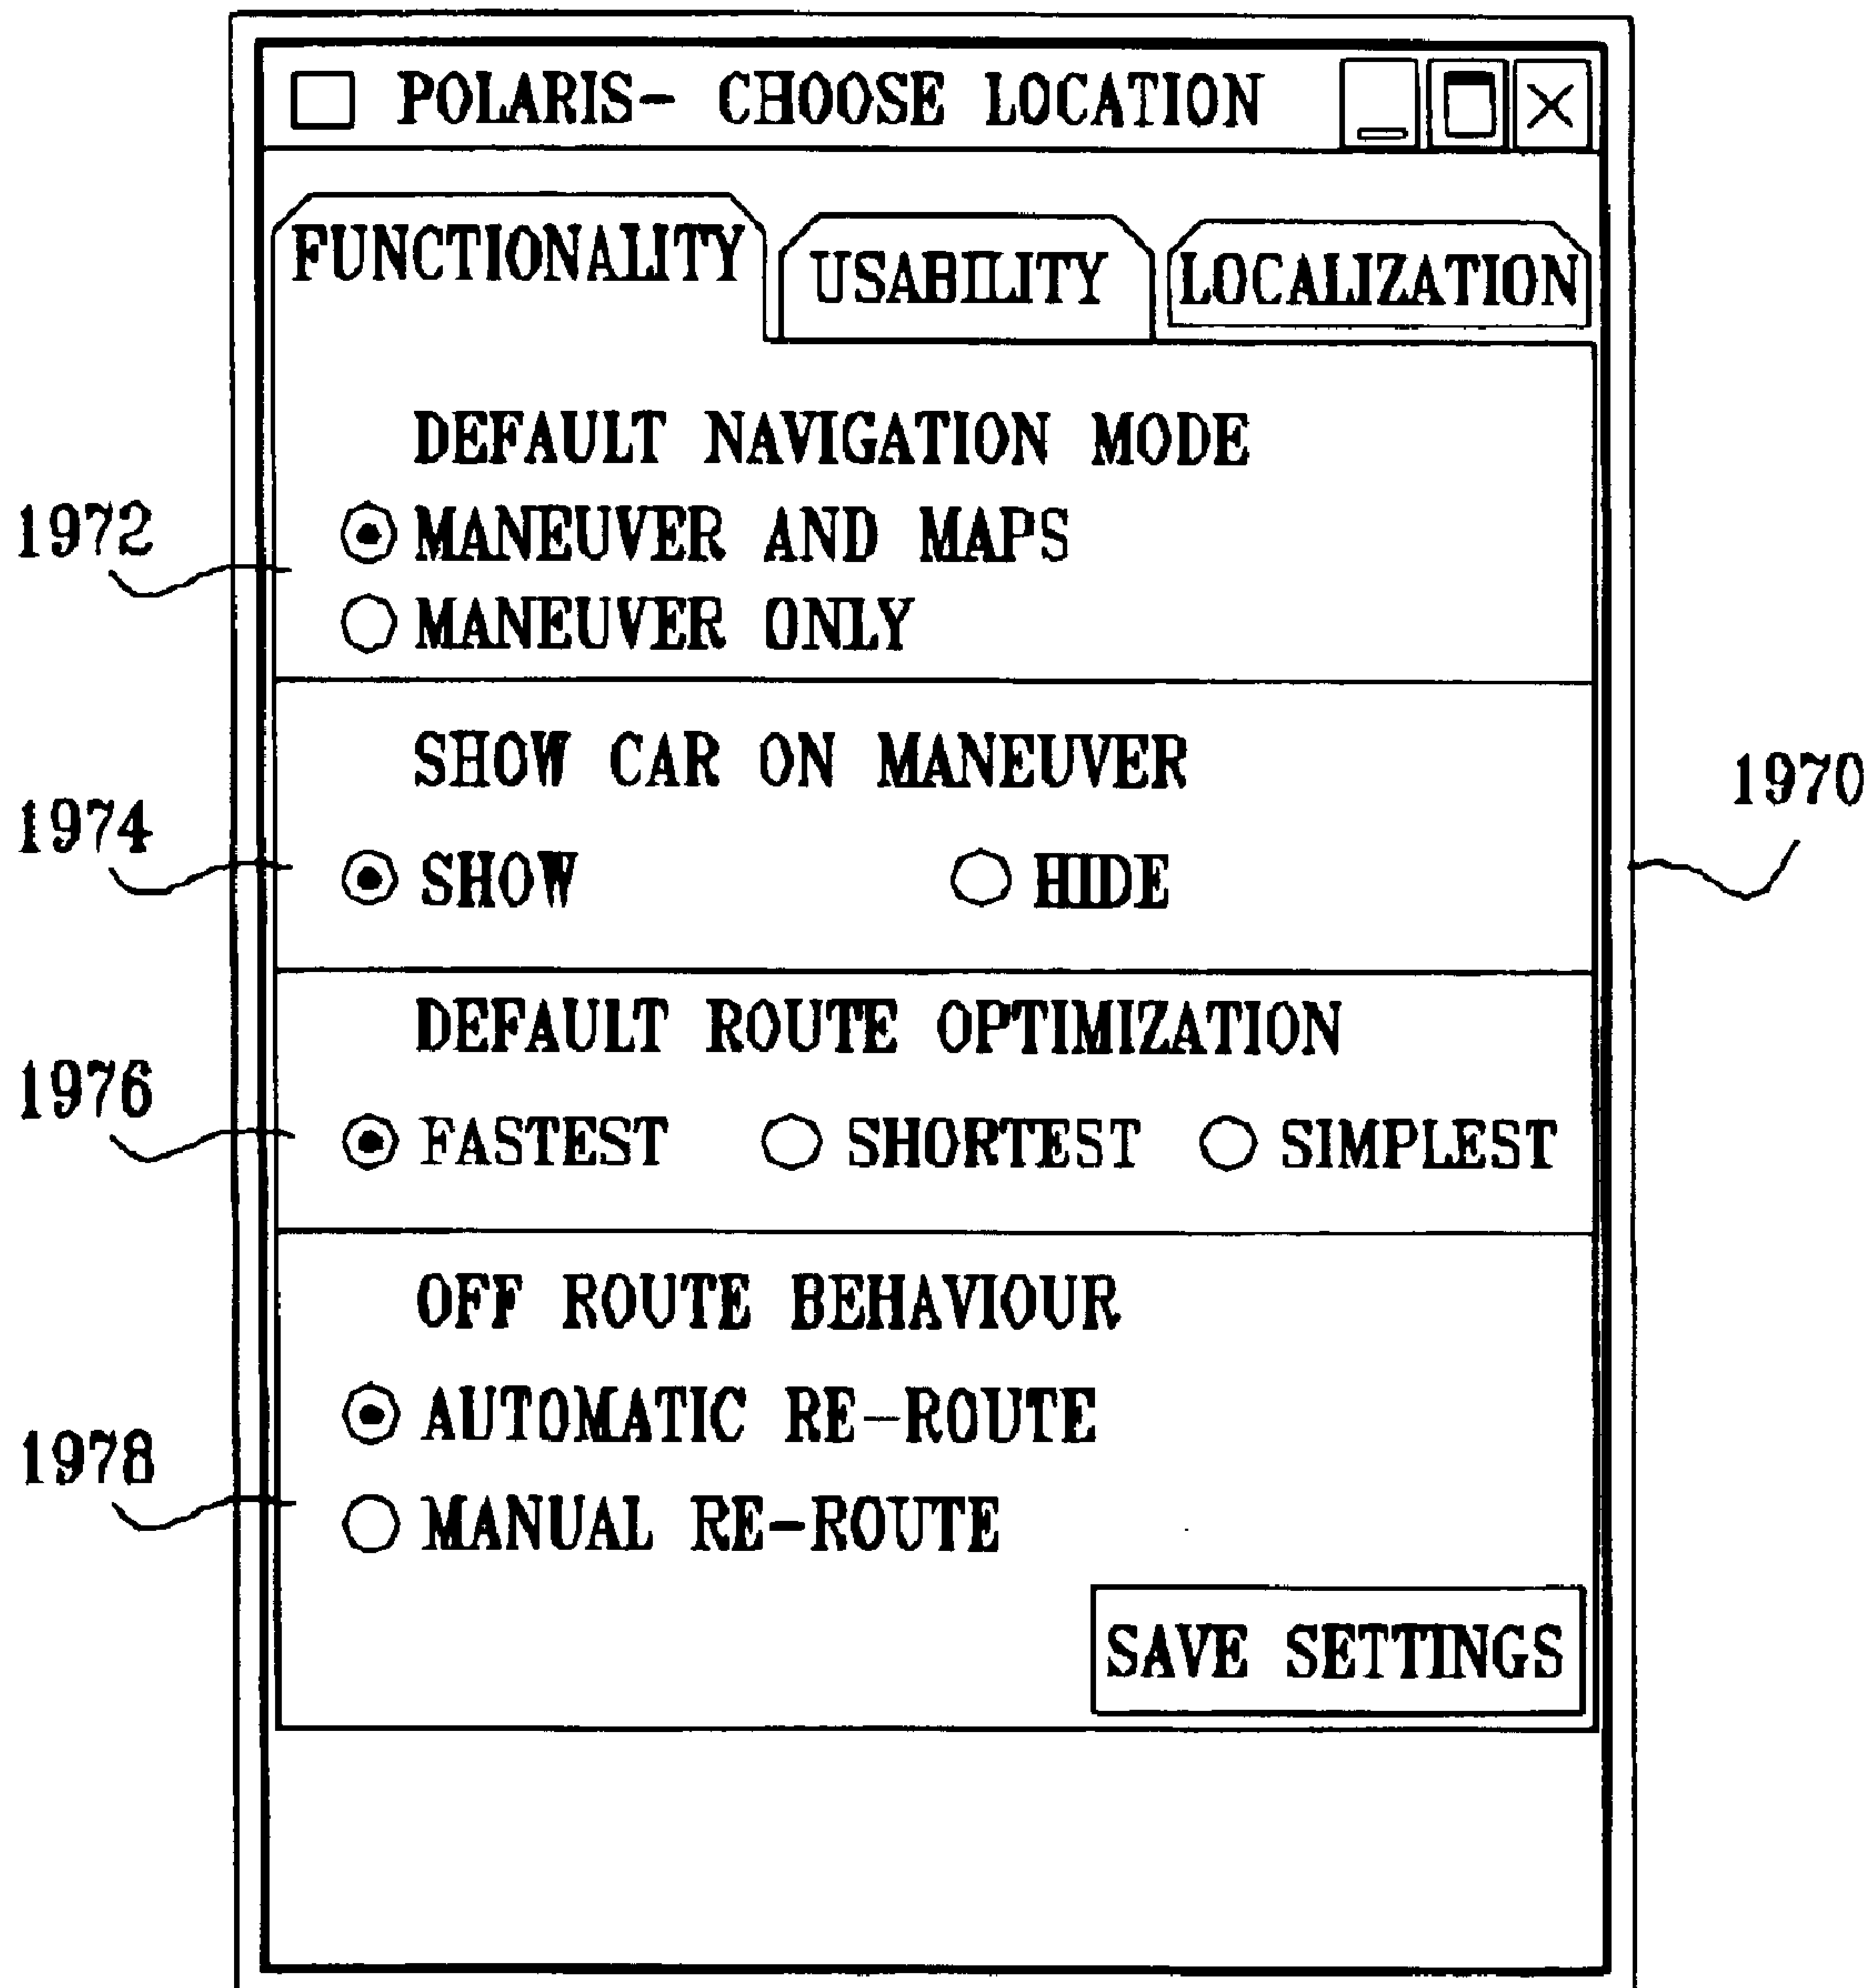 POLARIS- CHOOSE LOCATION
FUNCTIONALITY USABILITY LOCALIZATION
DEFAULT NAVIGATION MODE
1972
MANEUVER AND MAPS
MANEUVER ONLY
SHOW CAR ON MANEUVER
1970
1974
SHOW HIDE
DEFAULT ROUTE OPTIMIZATION
1976
FASTEST SHORTEST SIMPLEST
OFF ROUTE BEHAVIOUR
AUTOMATIC RE-ROUTE
1978
MANUAL RE-ROUTE
SAVE SETTINGS